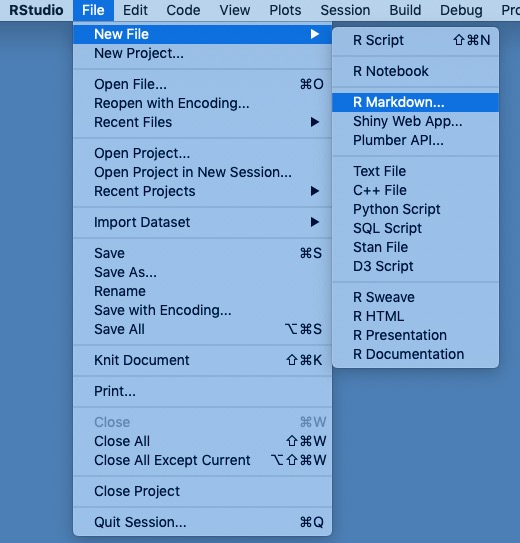 RStudio File Edit Code View Plots Session Build Debug
New File ▶
New Project...
Open File... ⌘O
Reopen with Encoding...
Recent Files ▶
Open Project...
Open Project in New Session...
Recent Projects ▶
Import Dataset ▶
Save ⌘S
Save As...
Rename
Save with Encoding...
Save All ⌥⌘S
Knit Document ⇧⌘K
Print...
Close ⌘W
Close All ⇧⌘W
Close All Except Current ⌥⇧⌘W
Close Project
Quit Session... ⌘Q
R Script ⇧⌘N
R Notebook
R Markdown...
Shiny Web App...
Plumber API...
Text File
C++ File
Python Script
SQL Script
Stan File
D3 Script
R Sweave
R HTML
R Presentation
R Documentation